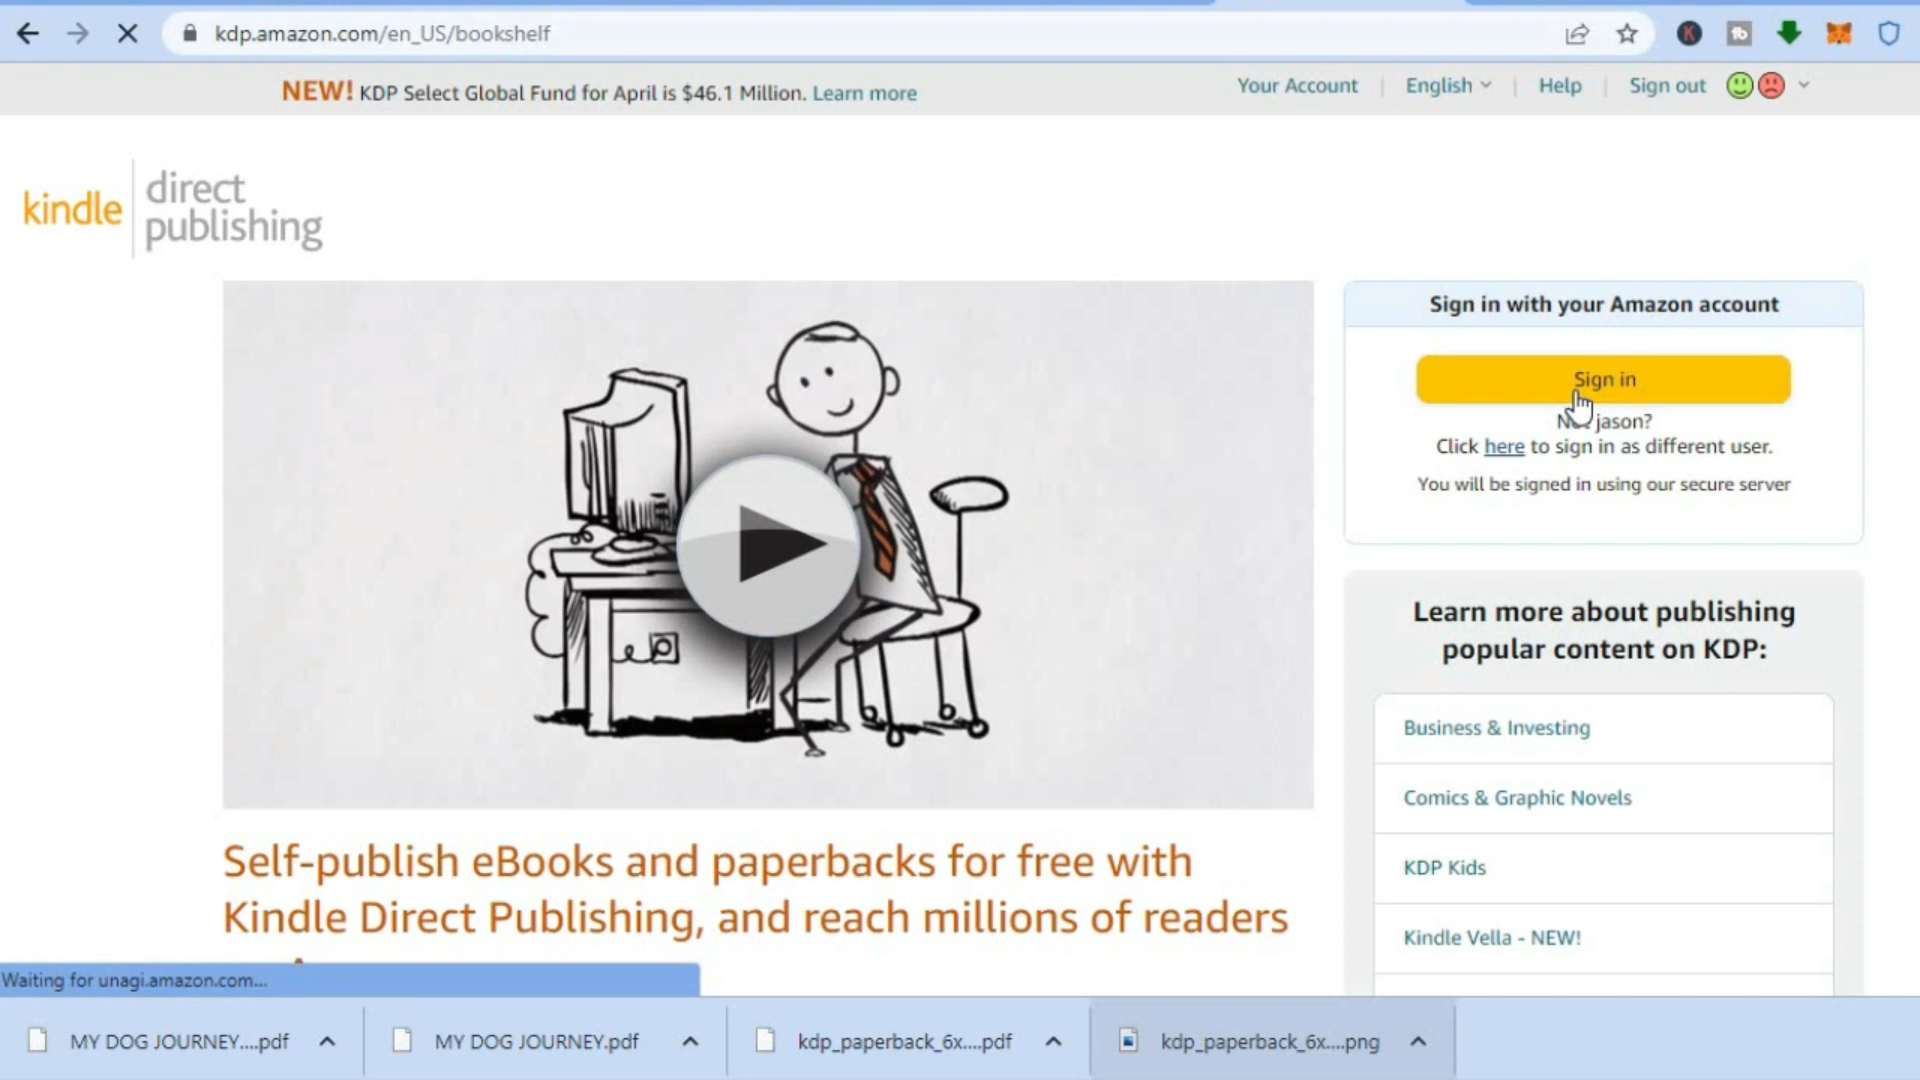 kdp.amazon.com/en_US/bookshelf
NEW! KDP Select Global Fund for April is $46.1 Million. Learn more
Your Account
English
Help
Sign out
kindle
direct
publishing
Sign in with your Amazon account
Sign in
jason?
Click here to sign in as different user.
You will be signed in using our secure server
Learn more about publishing
popular content on KDP:
Business & Investing
Comics & Graphic Novels
KDP Kids
Kindle Vella - NEW!
Self-publish eBooks and paperbacks for free with
Kindle Direct Publishing, and reach millions of readers
Waiting for unagi.amazon.com...
MY DOG JOURNEY....pdf
MY DOG JOURNEY.pdf
kdp_paperback_6x....pdf
kdp_paperback_6x....png